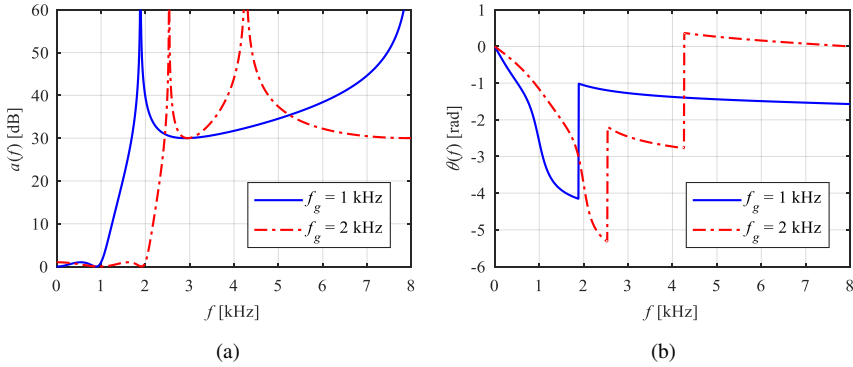 60
50
40
30
20
10
0
a(f) [dB]
0 1 2 3 4 5 6 7 8
f [kHz]
f_g = 1 kHz
f_g = 2 kHz
(a)
1
0
-1
-2
-3
-4
-5
-6
θ(f) [rad]
0 1 2 3 4 5 6 7 8
f [kHz]
f_g = 1 kHz
f_g = 2 kHz
(b)